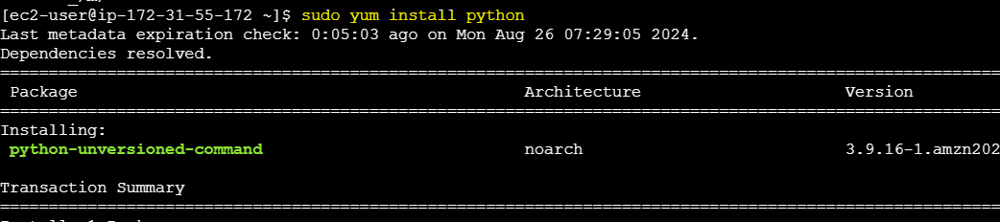 [ec2-user@ip-172-31-55-172 ~]$ sudo yum install python
Last metadata expiration check: 0:05:03 ago on Mon Aug 26 07:29:05 2024.
Dependencies resolved.
Package Architecture Version
Installing:
python-unversioned-command noarch 3.9.16-1.amzn202
Transaction Summary